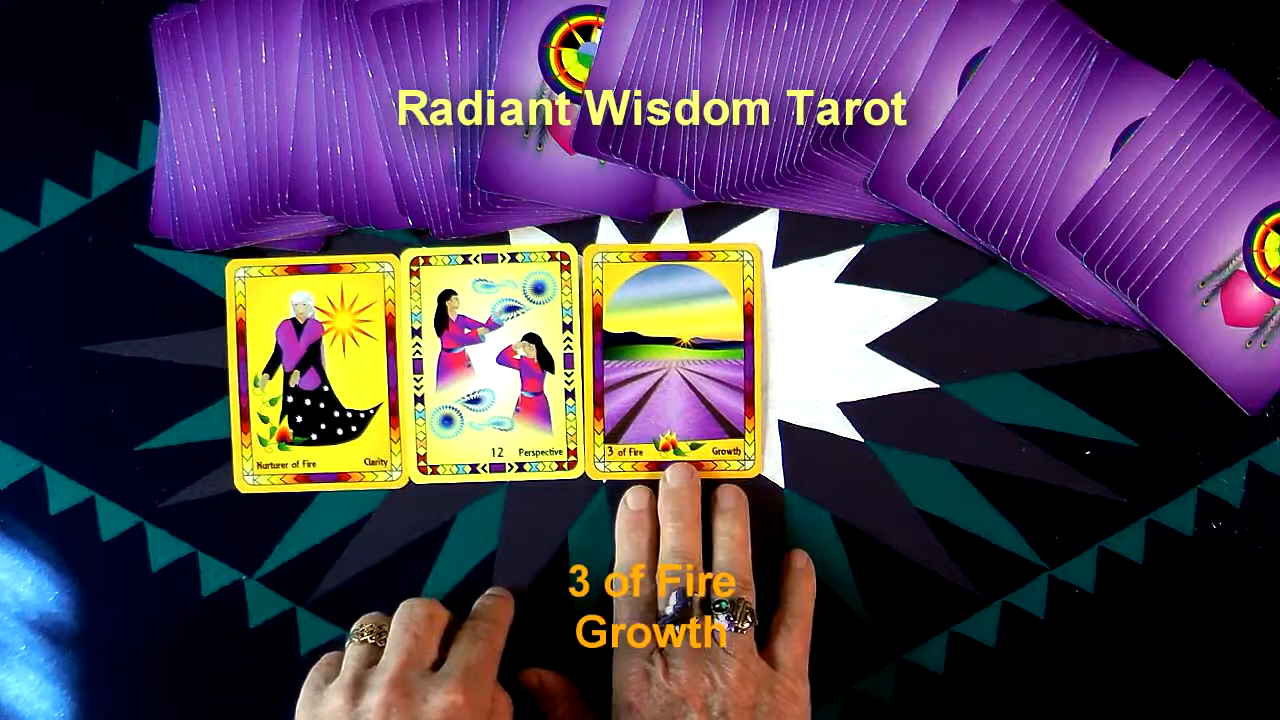 Radiant Wisdom Tarot
Nurturer of Fire Clarity
12 Perspective
3 of Fire Growth
3 of Fire
Growth